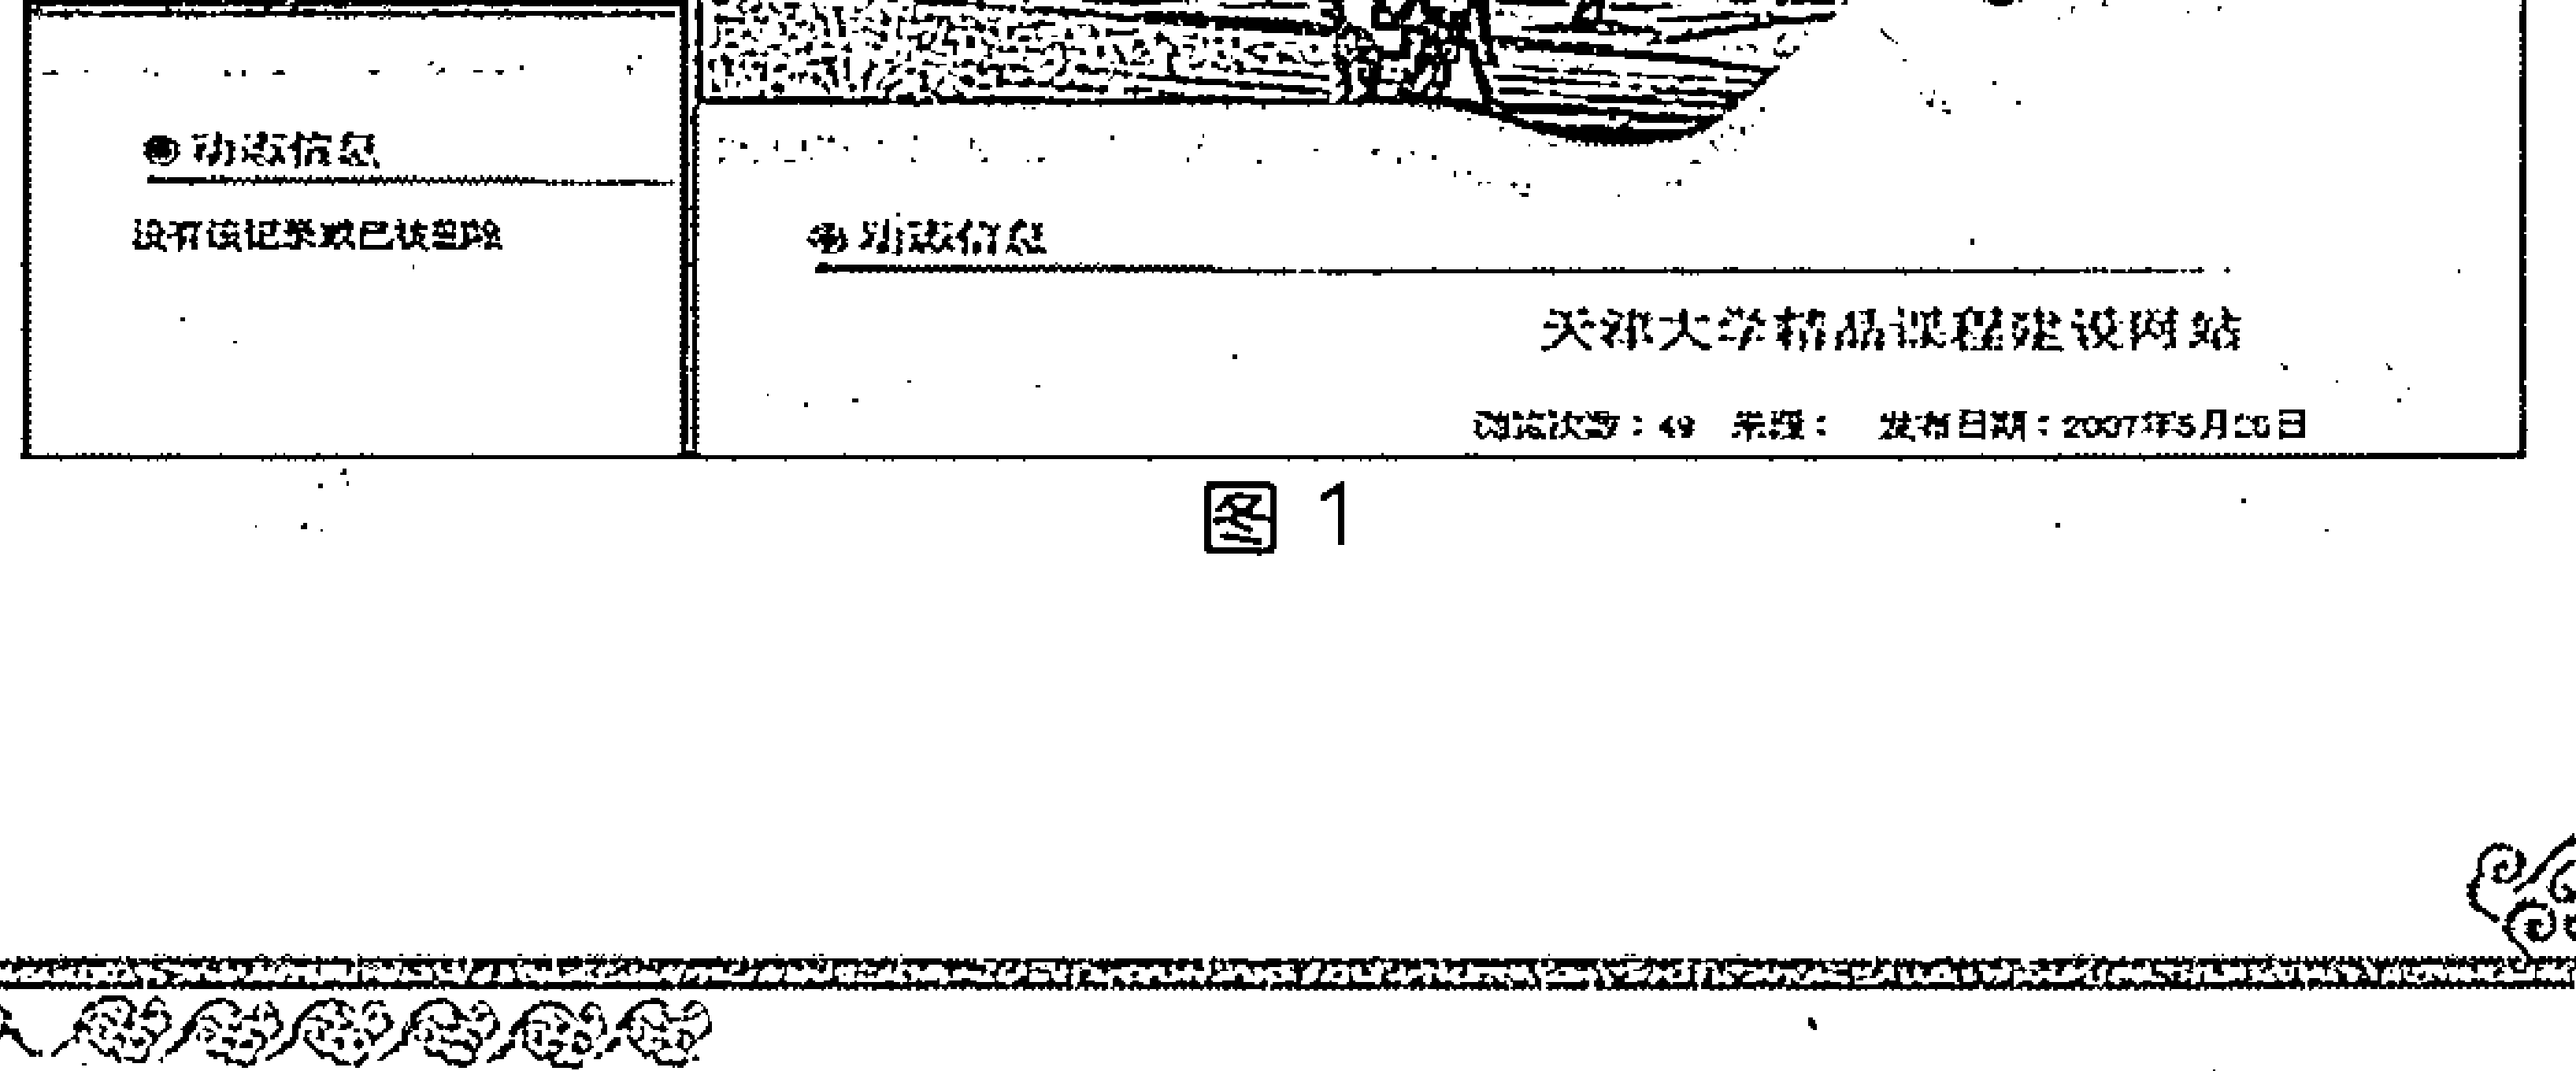 动态信息
没有该记录或已被删除
动态信息
天津大学精品课程建设网站
阅览次数：49 来源： 发布日期：2007年5月26日
图 1